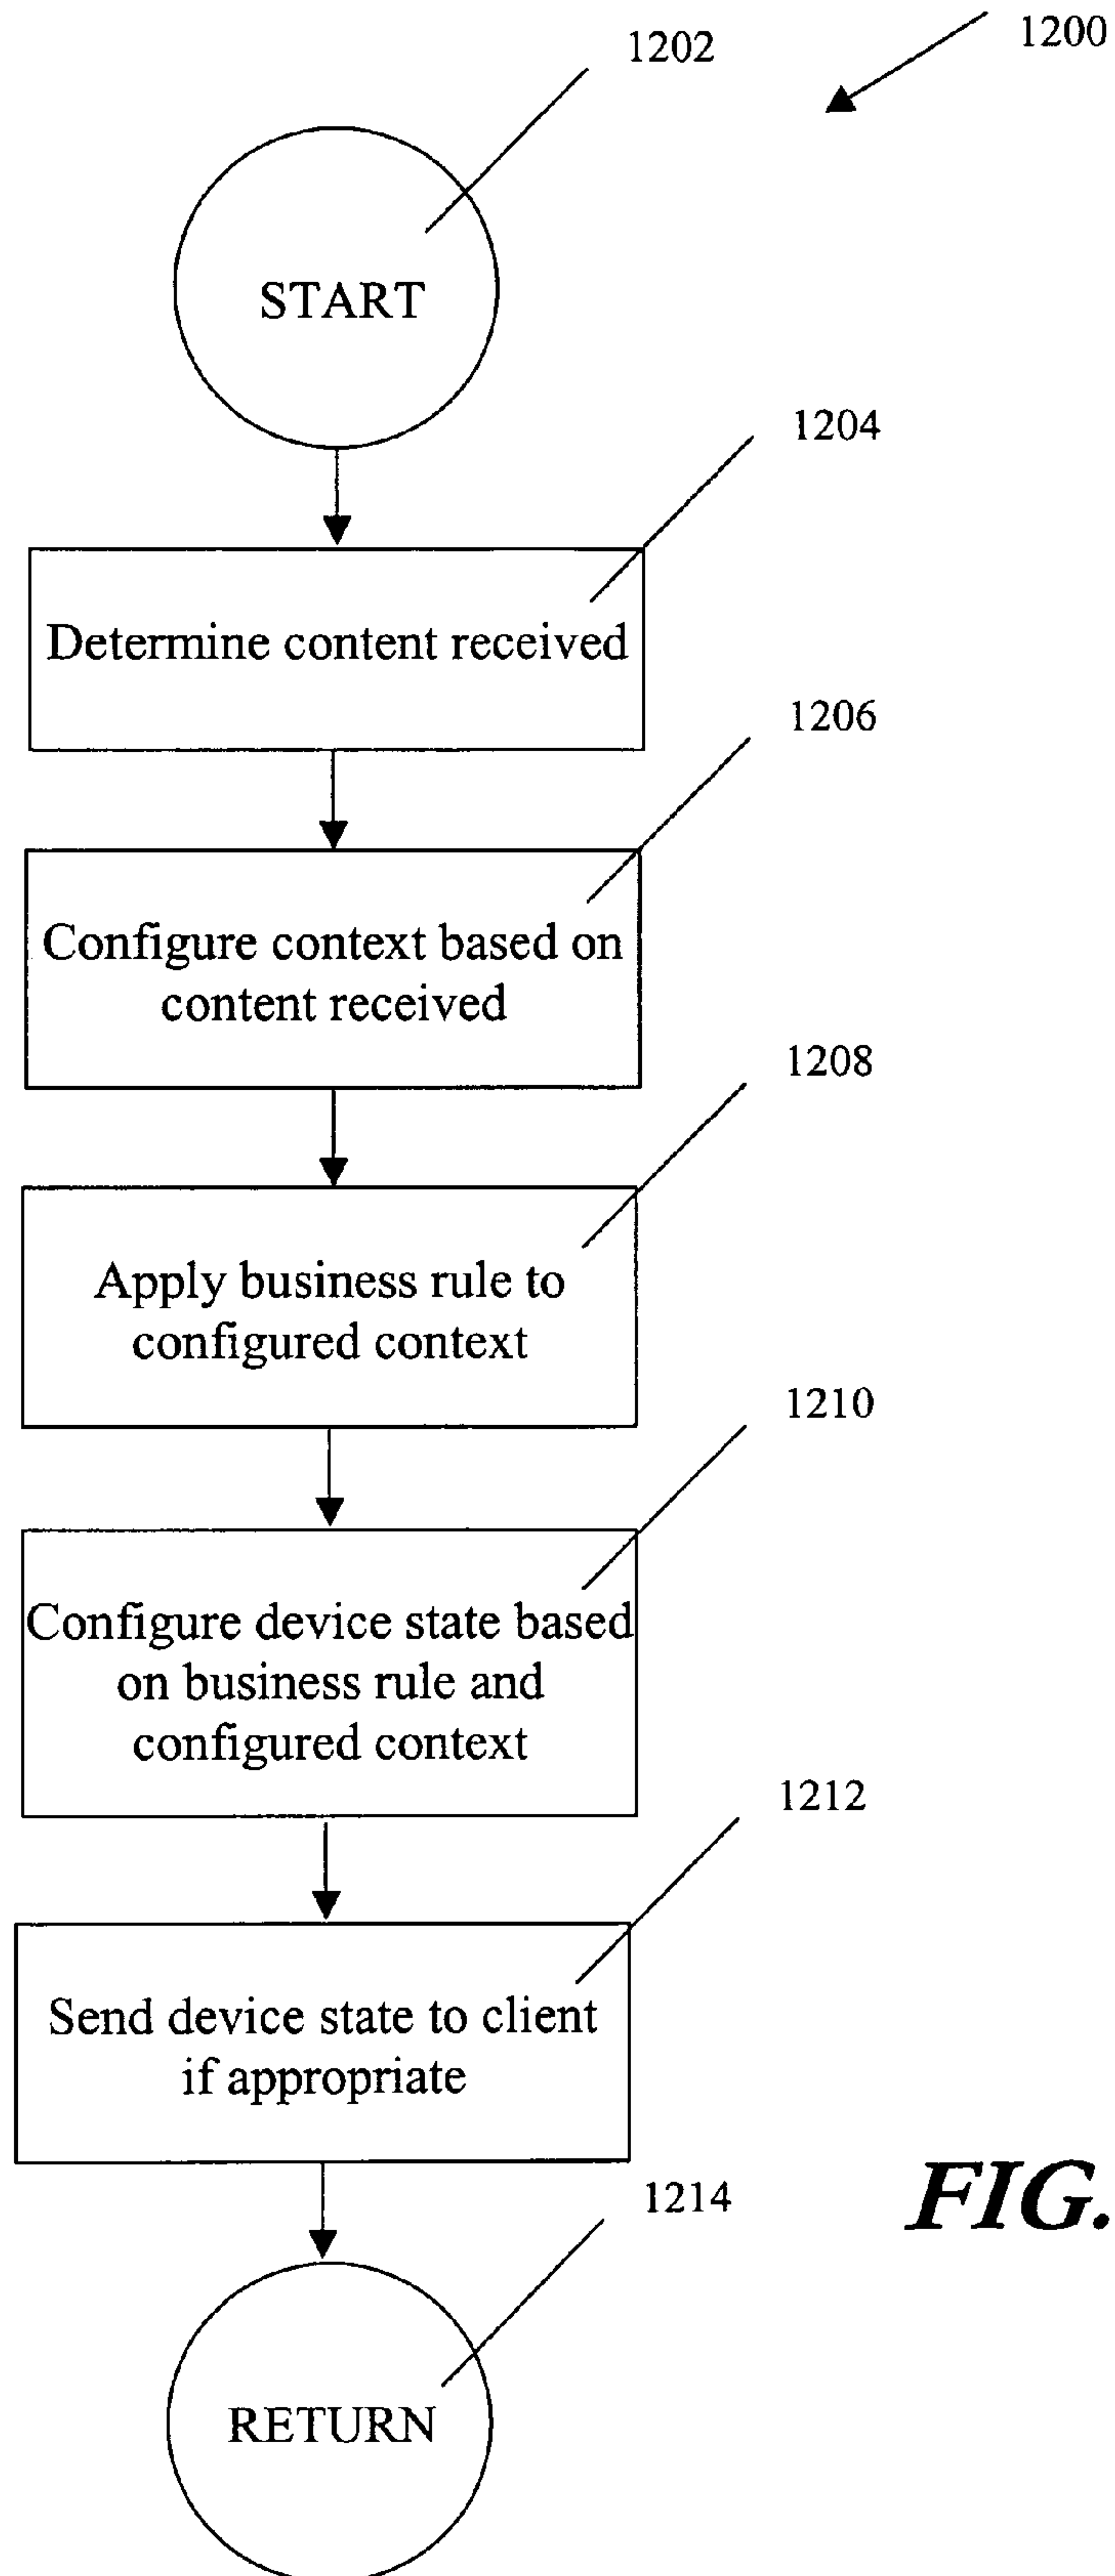 1202
1200
START
1204
Determine content received
1206
Configure context based on
content received
1208
Apply business rule to
configured context
1210
Configure device state based
on business rule and
configured context
1212
Send device state to client
if appropriate
1214
FIG.
RETURN